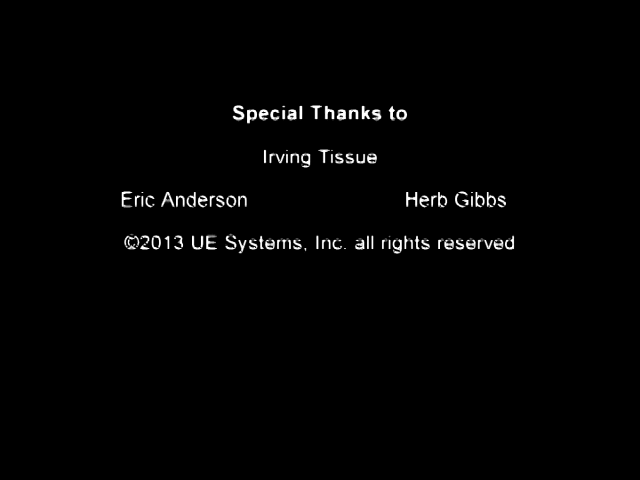 Special Thanks to
Irving Tissue
Eric Anderson Herb Gibbs
©2013 UE Systems, Inc. all rights reserved